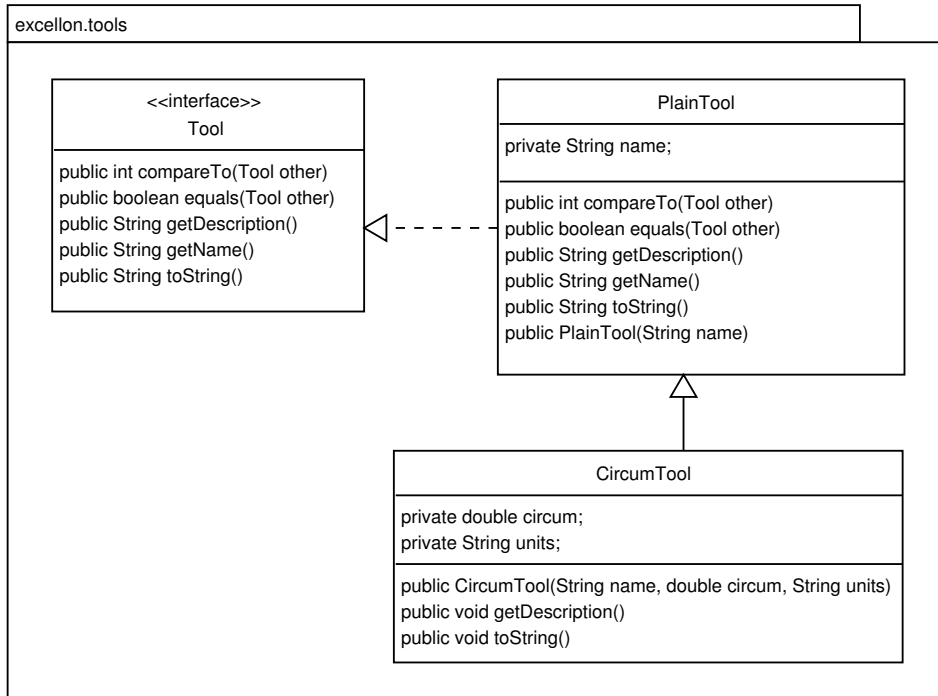 excellon.tools
<<interface>>
Tool
public int compareTo(Tool other)
public boolean equals(Tool other)
public String getDescription()
public String getName()
public String toString()
PlainTool
private String name;
public int compareTo(Tool other)
public boolean equals(Tool other)
public String getDescription()
public String getName()
public String toString()
public PlainTool(String name)
CircumTool
private double circum;
private String units;
public CircumTool(String name, double circum, String units)
public void getDescription()
public void toString()